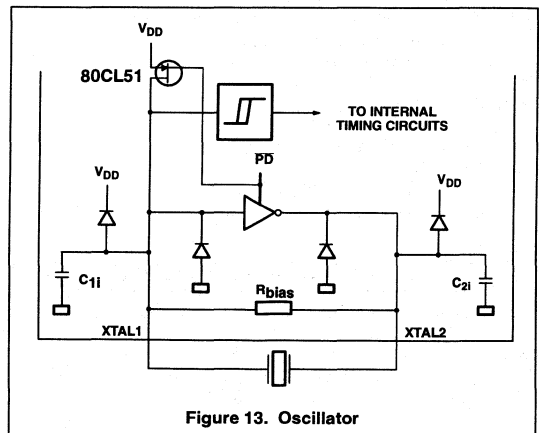 VDD
80CL51
TO INTERNAL
TIMING CIRCUITS
PD
VDD
VDD
C1i
Rbias
C2i
XTAL1
XTAL2
Figure 13. Oscillator